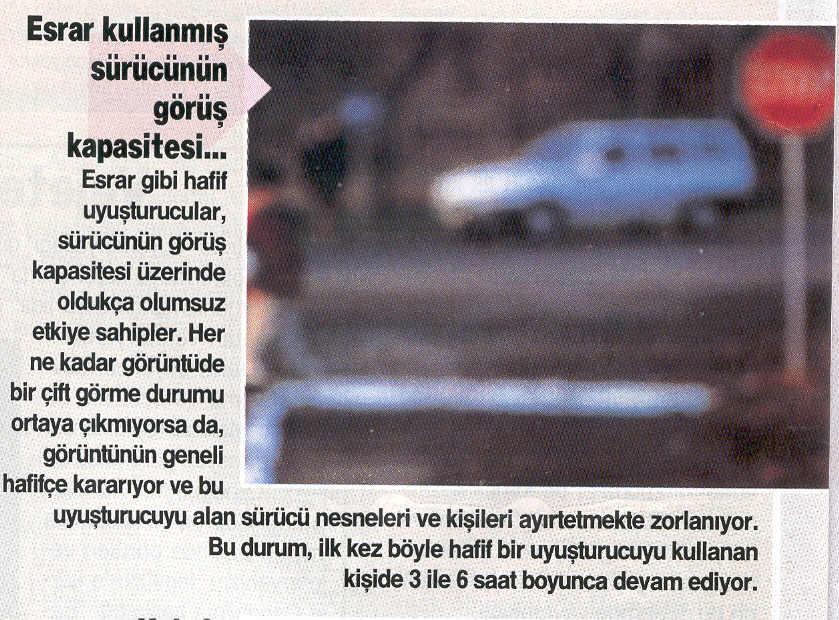 Esrar kullanmış
sürücünün
görüş
kapasitesi...
Esrar gibi hafif
uyuşturucular,
sürücünün görüş
kapasitesi üzerinde
oldukça olumsuz
etkiye sahipler. Her
ne kadar görüntüde
bir çift görme durumu
ortaya çıkmıyorsa da,
görüntünün geneli
hafifçe kararıyor ve bu
uyuşturucuyu alan sürücü nesneleri ve kişileri ayırtetmekte zorlanıyor.
Bu durum, ilk kez böyle hafif bir uyuşturucuyu kullanan
kişide 3 ile 6 saat boyunca devam ediyor.